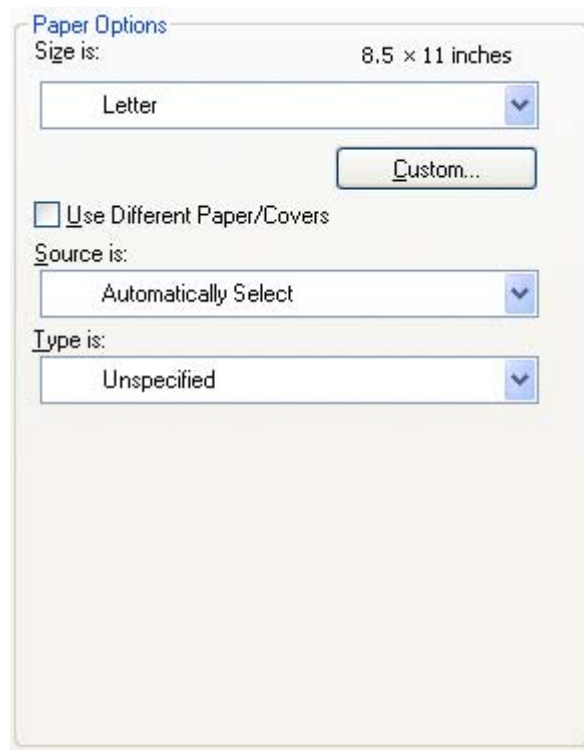 Paper Options
Size is: 8.5 × 11 inches
Letter
Custom...
Use Different Paper/Covers
Source is:
Automatically Select
Type is:
Unspecified